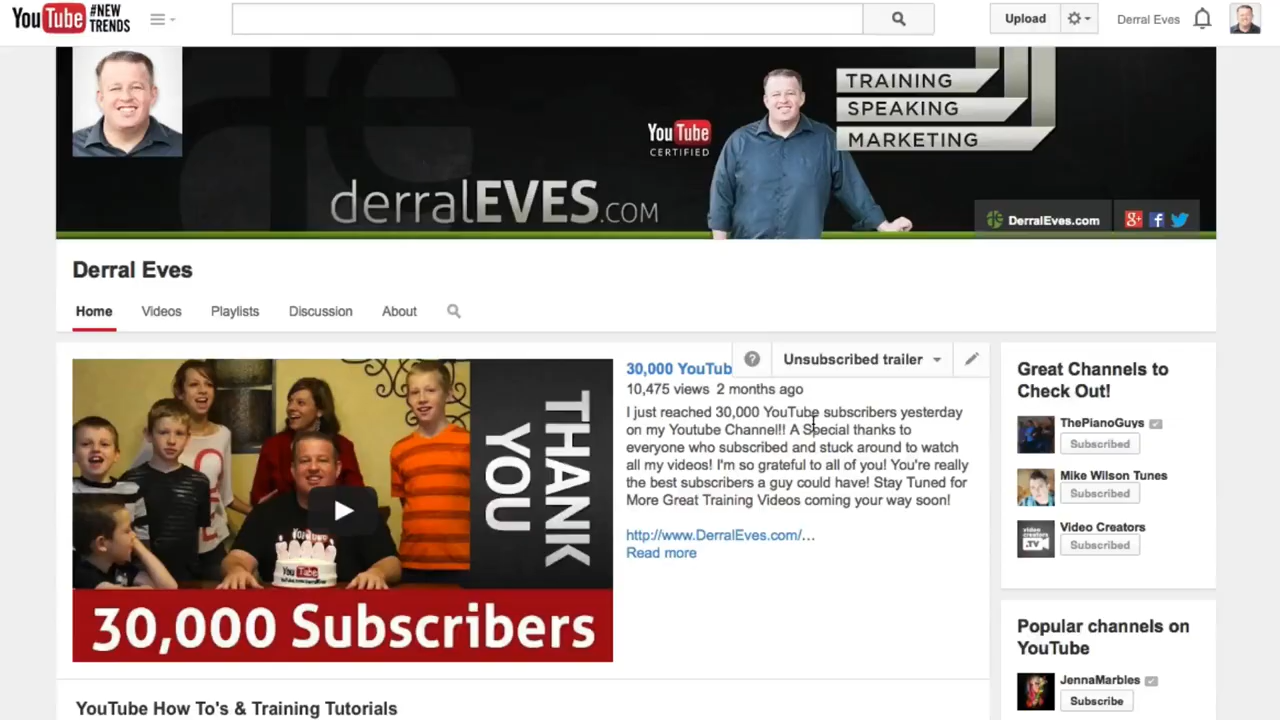 YouTube #NEW TRENDS
Upload
Derral Eves
TRAINING
SPEAKING
MARKETING
YouTube
CERTIFIED
derralEVES.COM
DerralEves.com
Derral Eves
Home Videos Playlists Discussion About
THANK YOU
YouTube
30,000 Subscribers
30,000 YouTub
? Unsubscribed trailer
10,475 views 2 months ago
I just reached 30,000 YouTube subscribers yesterday
on my Youtube Channel!! A Special thanks to
everyone who subscribed and stuck around to watch
all my videos! I'm so grateful to all of you! You're really
the best subscribers a guy could have! Stay Tuned for
More Great Training Videos coming your way soon!
http://www.DerralEves.com/…
Read more
Great Channels to
Check Out!
ThePianoGuys
Subscribed
Mike Wilson Tunes
Subscribed
video creators .TV
Video Creators
Subscribed
Popular channels on
YouTube
JennaMarbles
Subscribe
YouTube How To's & Training Tutorials